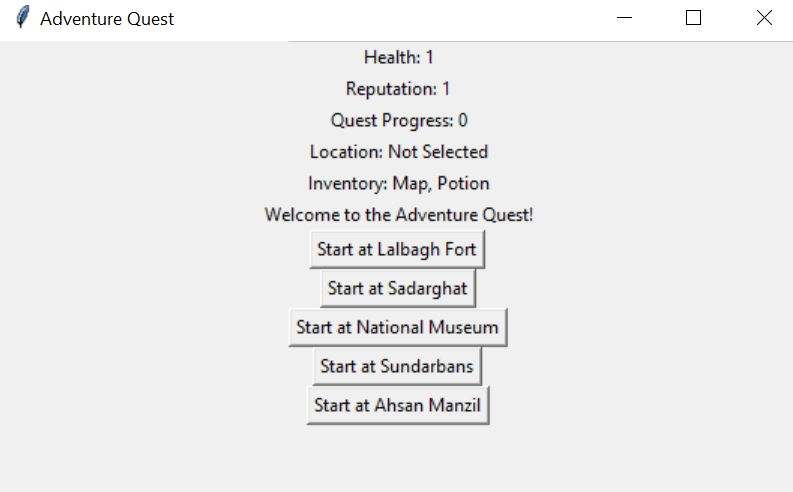 Adventure Quest
Health: 1
Reputation: 1
Quest Progress: 0
Location: Not Selected
Inventory: Map, Potion
Welcome to the Adventure Quest!
Start at Lalbagh Fort
Start at Sadarghat
Start at National Museum
Start at Sundarbans
Start at Ahsan Manzil